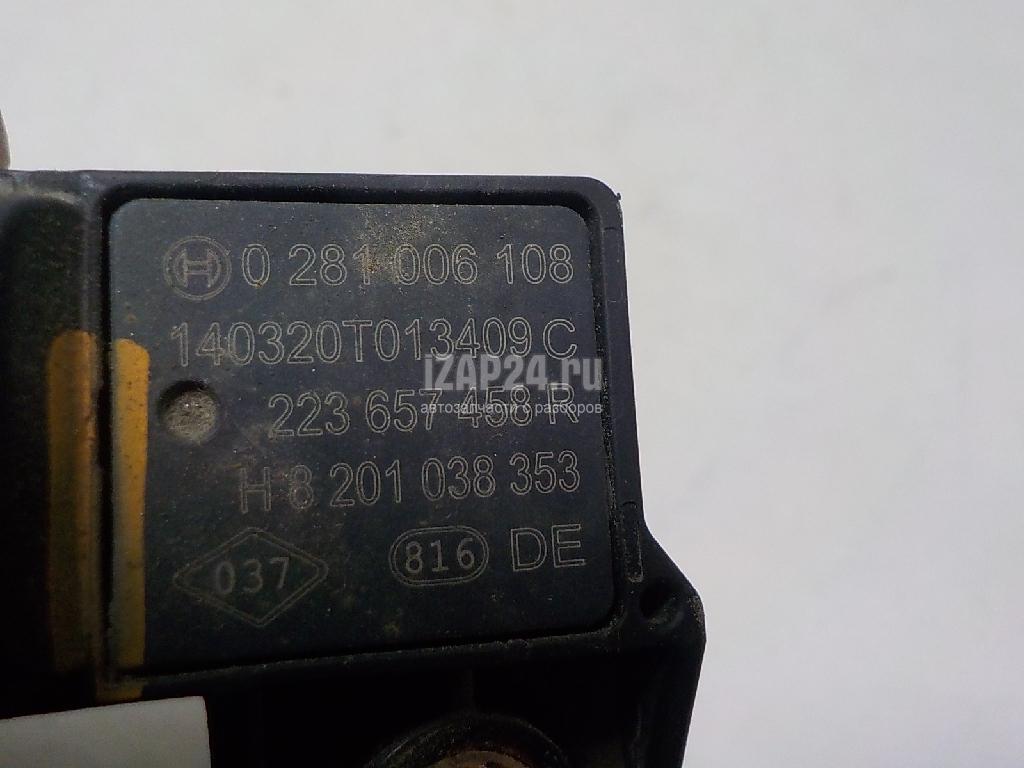 0 281 006 108
140320T013409 C
iZAP24.ru
223 657 458 R
автозапчасти с разборов
H 8 201 038 353
037 816 DE